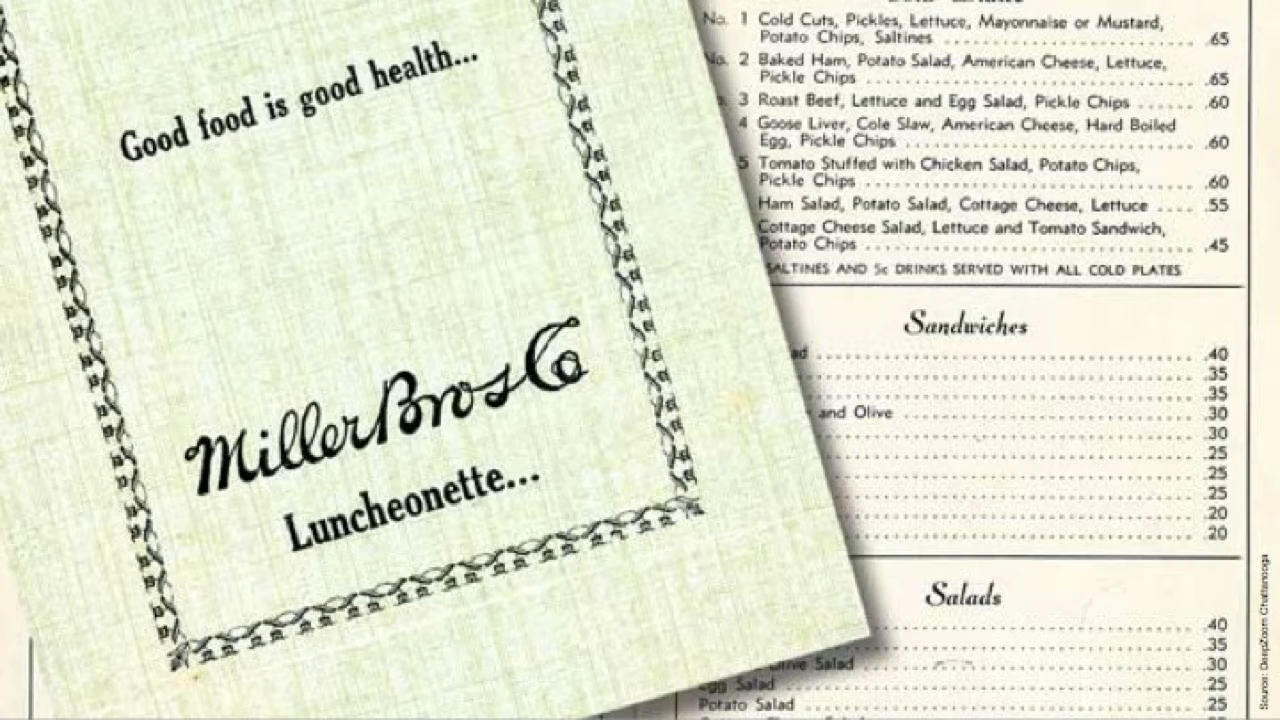 Good food is good health...
Miller Bros Co
Luncheonette...
No. 1 Cold Cuts, Pickles, Lettuce, Mayonnaise or Mustard,
Potato Chips, Saltines .65
No. 2 Baked Ham, Potato Salad, American Cheese, Lettuce,
Pickle Chips .65
3 Roast Beef, Lettuce and Egg Salad, Pickle Chips .60
4 Goose Liver, Cole Slaw, American Cheese, Hard Boiled
Egg, Pickle Chips .60
5 Tomato Stuffed with Chicken Salad, Potato Chips,
Pickle Chips .60
Ham Salad, Potato Salad, Cottage Cheese, Lettuce .55
Cottage Cheese Salad, Lettuce and Tomato Sandwich,
Potato Chips .45
SALTINES AND 5c DRINKS SERVED WITH ALL COLD PLATES
Sandwiches
.40
.35
.35
and Olive .30
.30
.25
.25
.25
.20
.20
Salads
.40
.35
Olive Salad .30
Egg Salad .25
Potato Salad .25
Source: DeepZoom Chattanooga